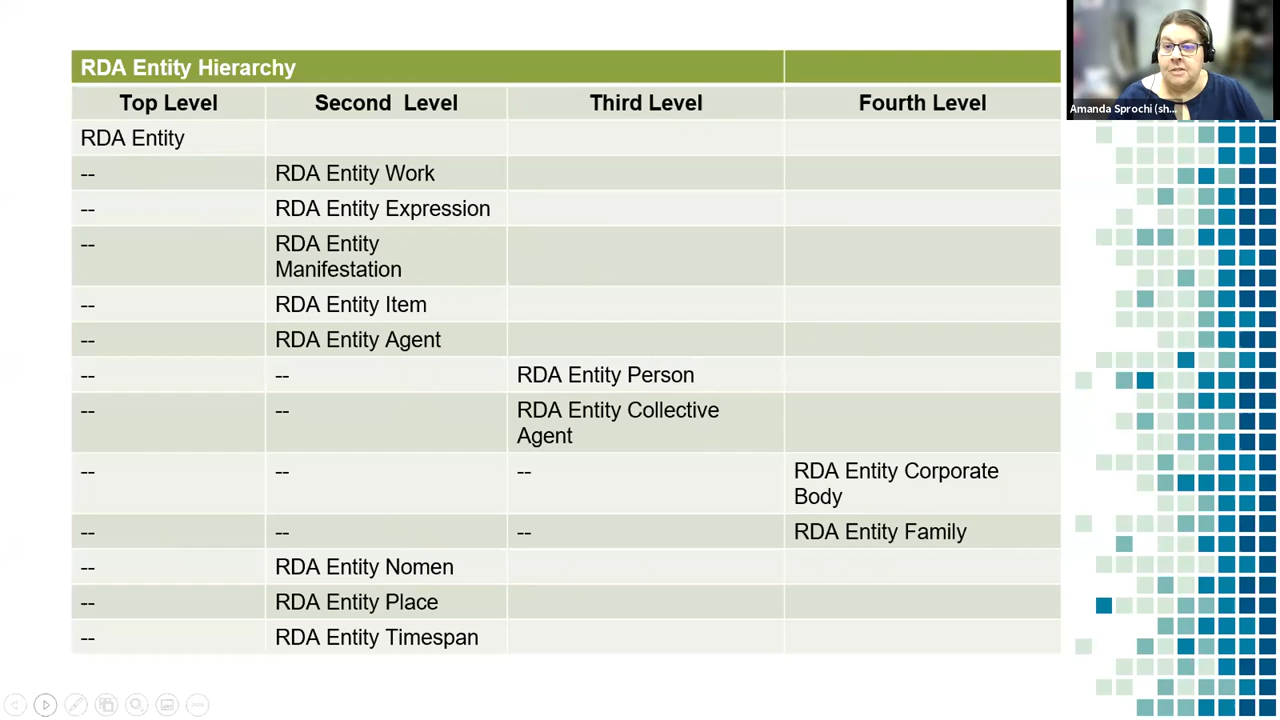 RDA Entity Hierarchy
Top Level Second Level Third Level Fourth Level
RDA Entity
-- RDA Entity Work
-- RDA Entity Expression
-- RDA Entity
Manifestation
-- RDA Entity Item
-- RDA Entity Agent
-- -- RDA Entity Person
-- -- RDA Entity Collective
Agent
-- -- -- RDA Entity Corporate
Body
-- -- -- RDA Entity Family
-- RDA Entity Nomen
-- RDA Entity Place
-- RDA Entity Timespan
Amanda Sprochi (sh...